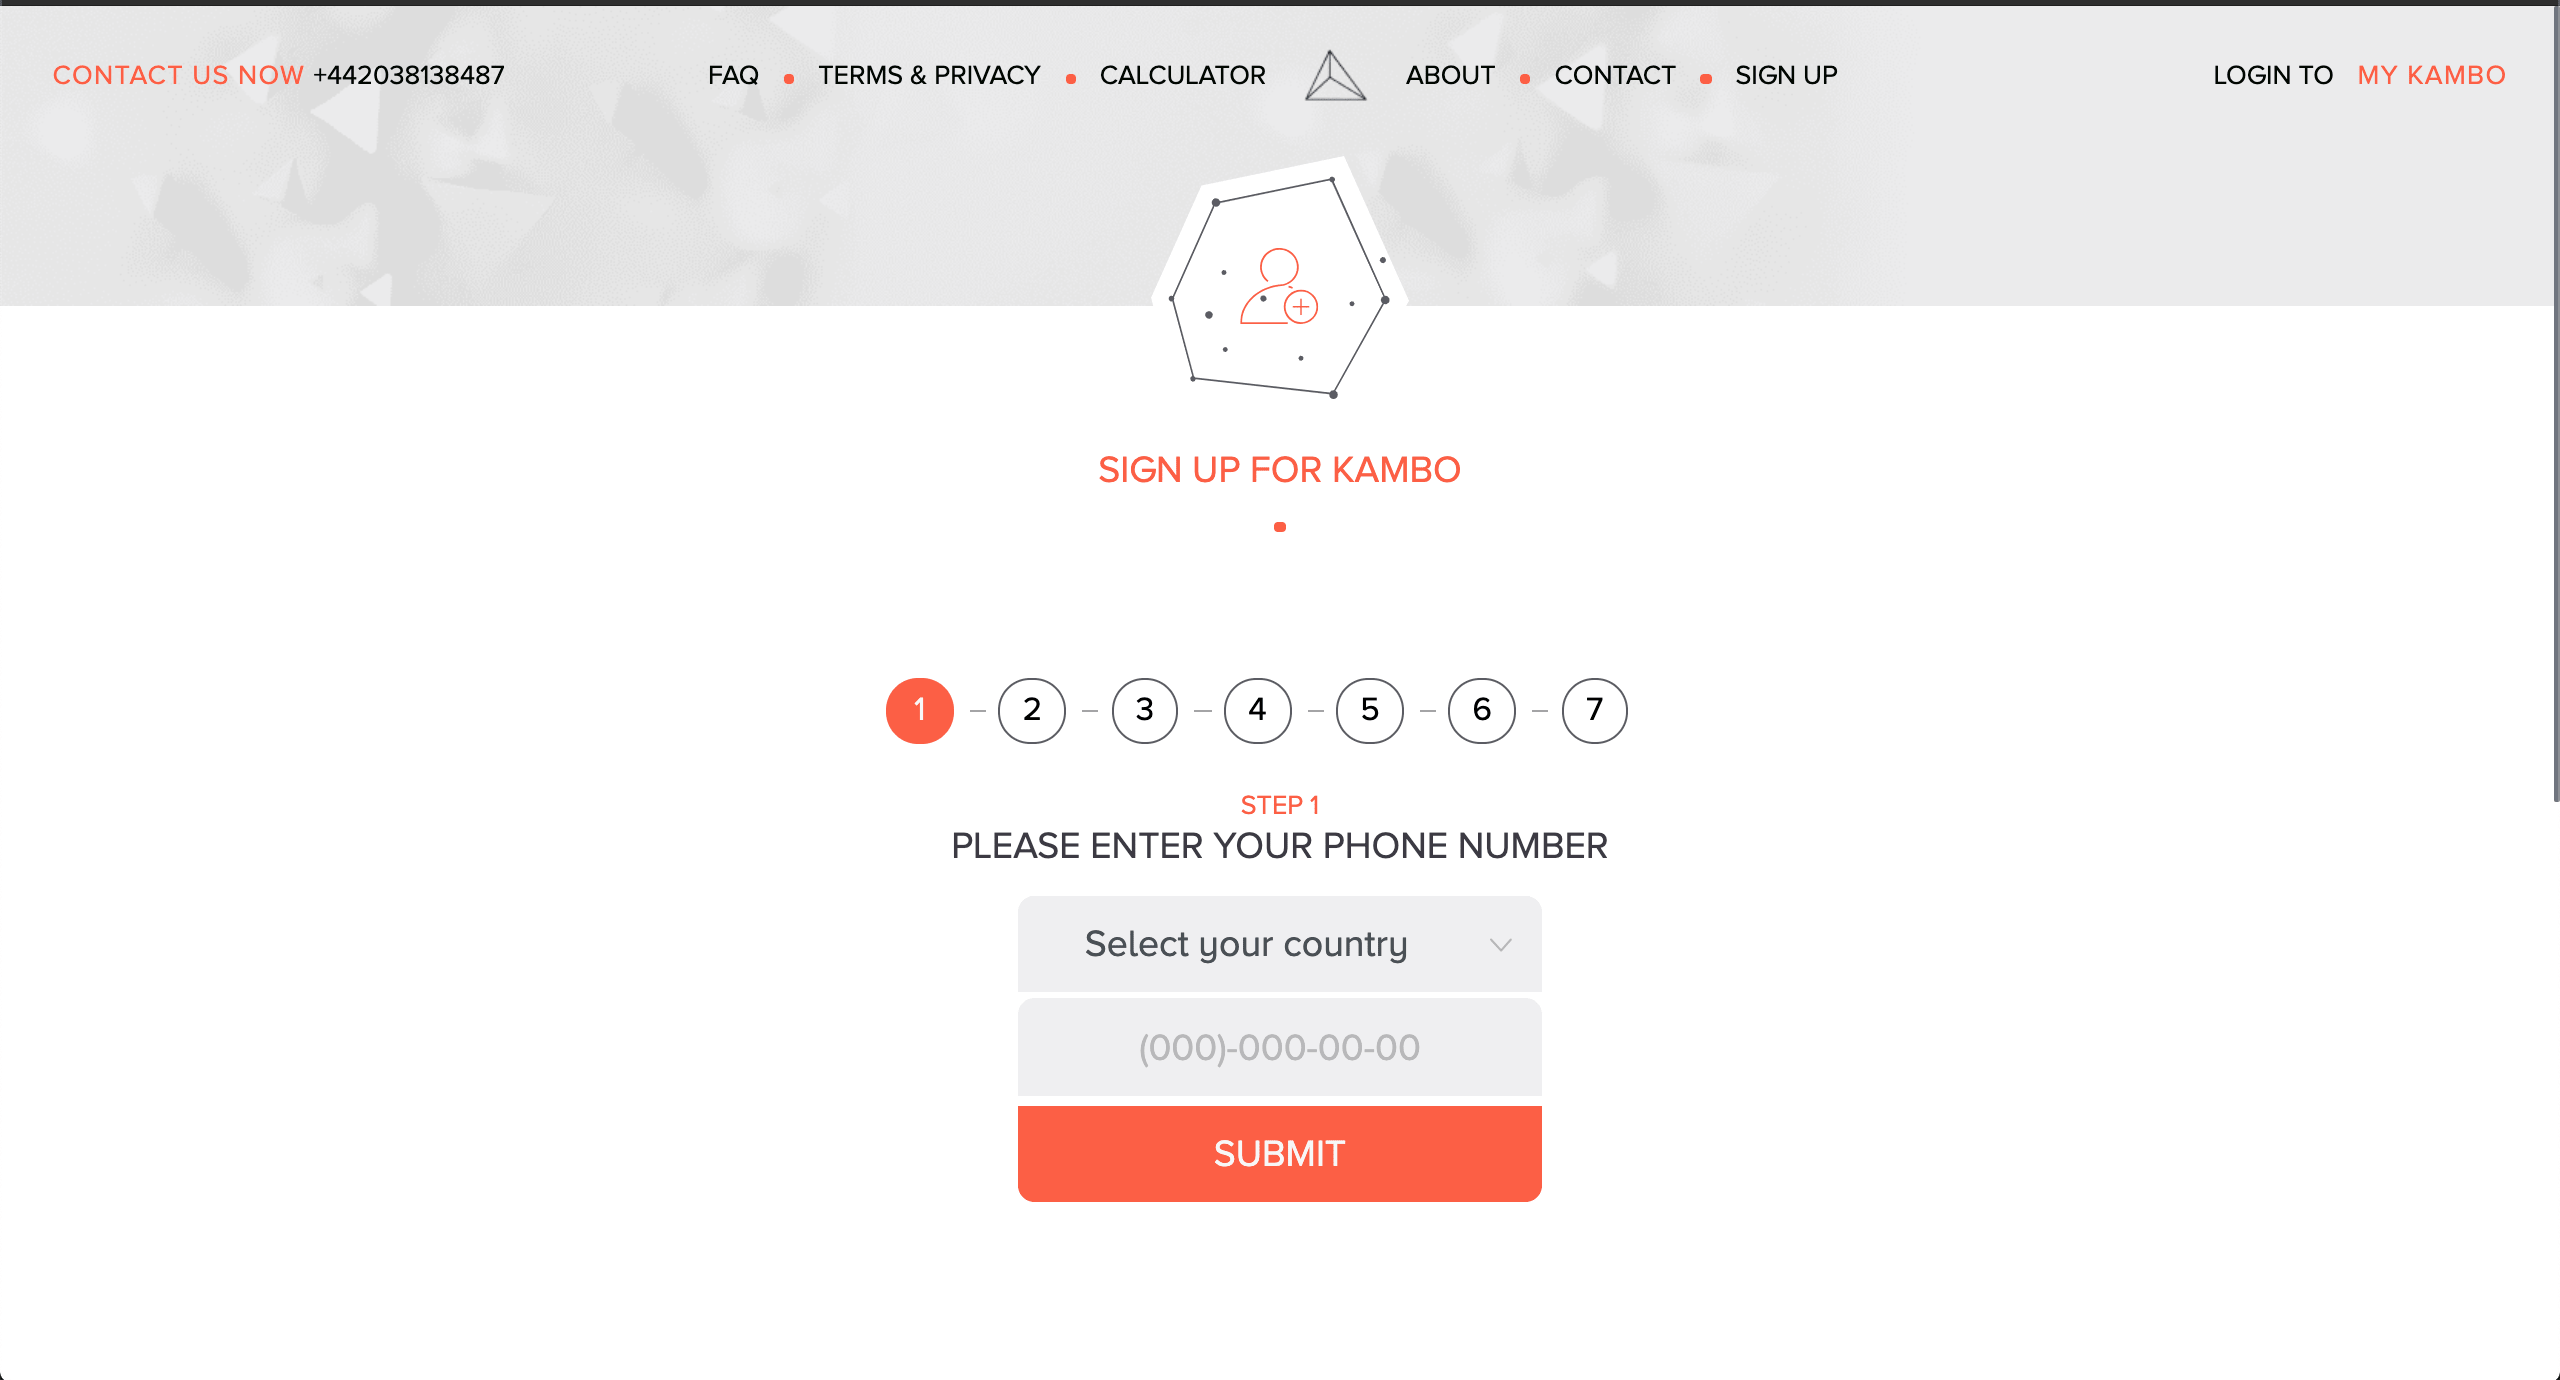 CONTACT US NOW +442038138487
FAQ
TERMS & PRIVACY
CALCULATOR
ABOUT
CONTACT
SIGN UP
LOGIN TO MY KAMBO
SIGN UP FOR KAMBO
1
2
3
4
5
6
7
STEP 1
PLEASE ENTER YOUR PHONE NUMBER
Select your country
(000)-000-00-00
SUBMIT